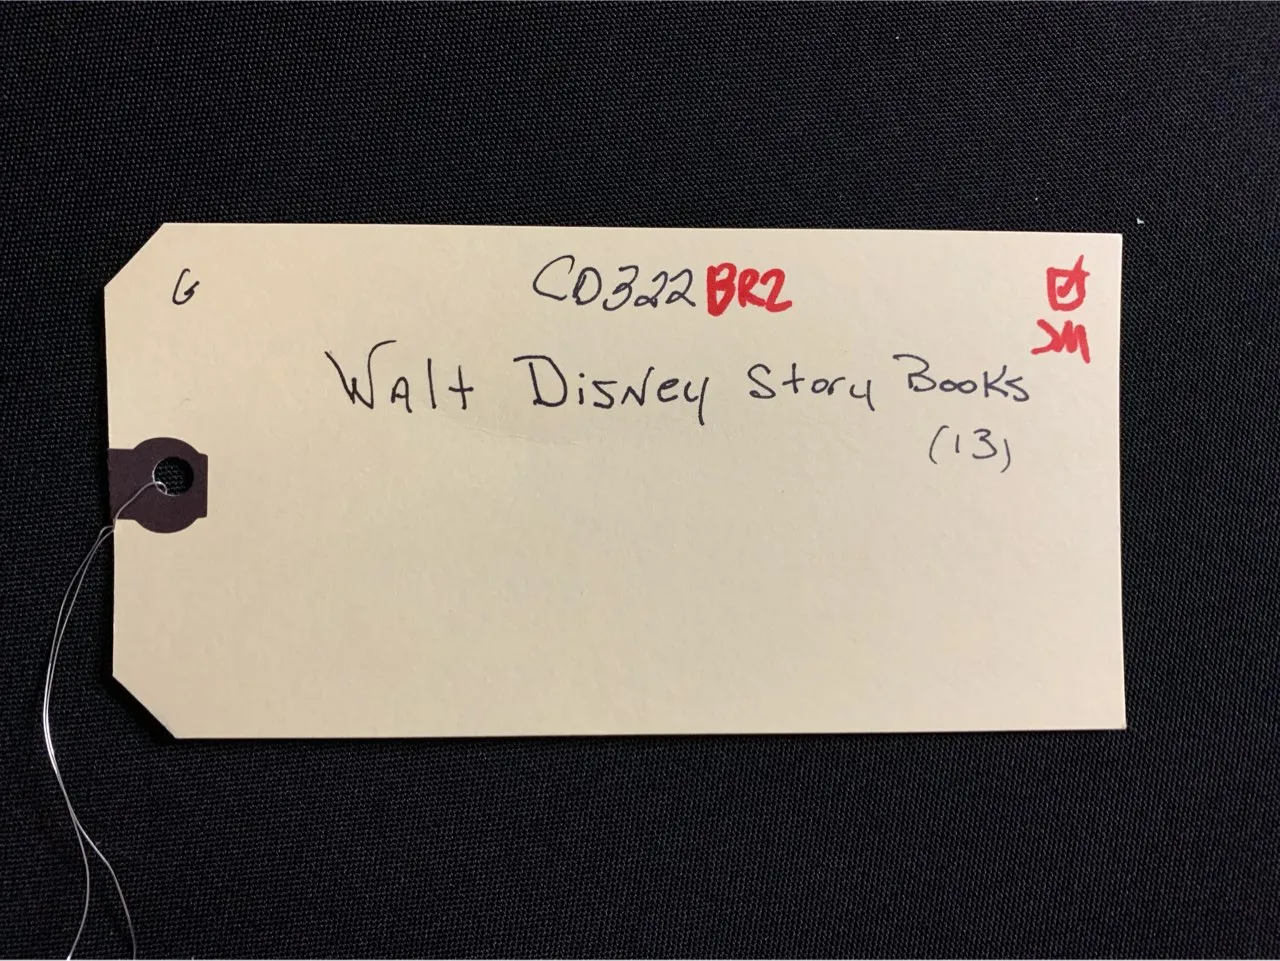 G CD322 BR2
JM
Walt Disney Story Books
(13)